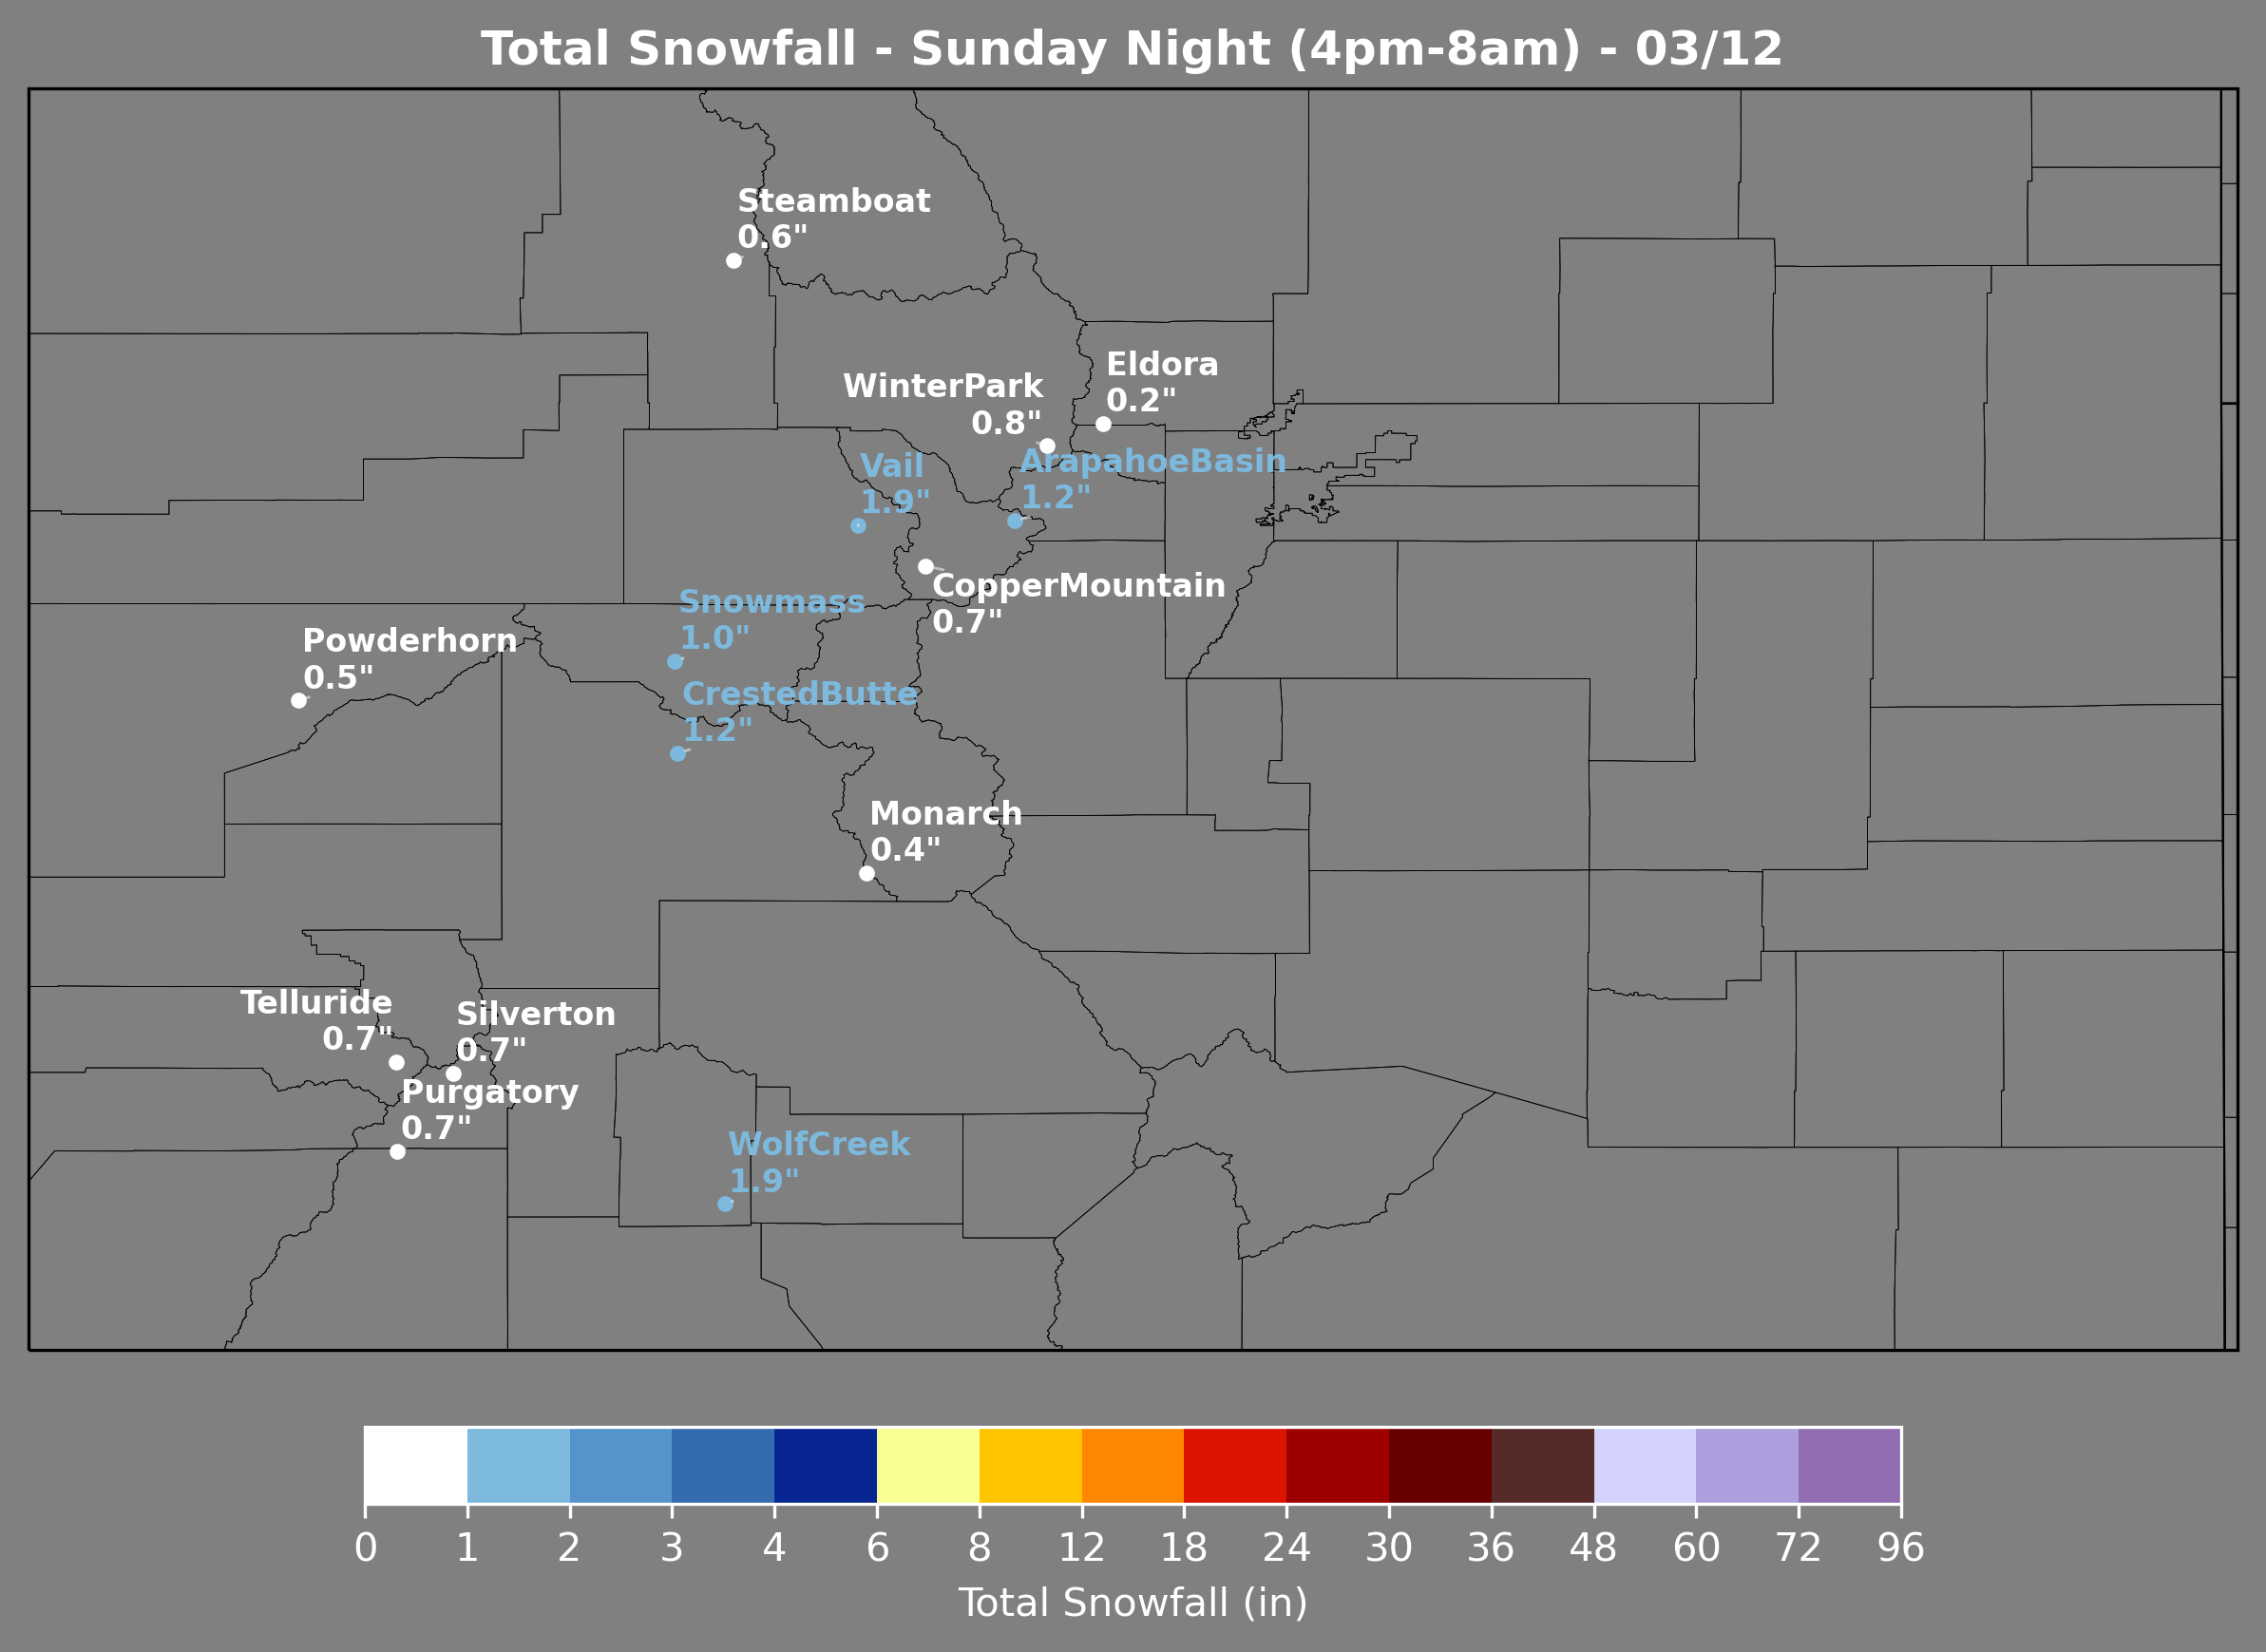 Total Snowfall - Sunday Night (4pm-8am) - 03/12
Steamboat
0.6"
Eldora
0.2"
WinterPark
0.8"
Vail
1.9"
ArapahoeBasin
1.2"
CopperMountain
0.7"
Snowmass
1.0"
Powderhorn
0.5"
CrestedButte
1.2"
Monarch
0.4"
Telluride
0.7"
Silverton
0.7"
Purgatory
0.7"
WolfCreek
1.9"
0 1 2 3 4 6 8 12 18 24 30 36 48 60 72 96
Total Snowfall (in)